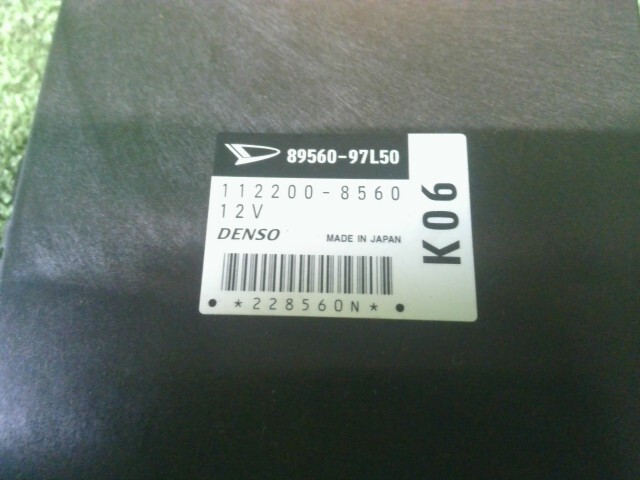 89560-97L50
112200-8560
12V
DENSO MADE IN JAPAN
K06
*228560N*